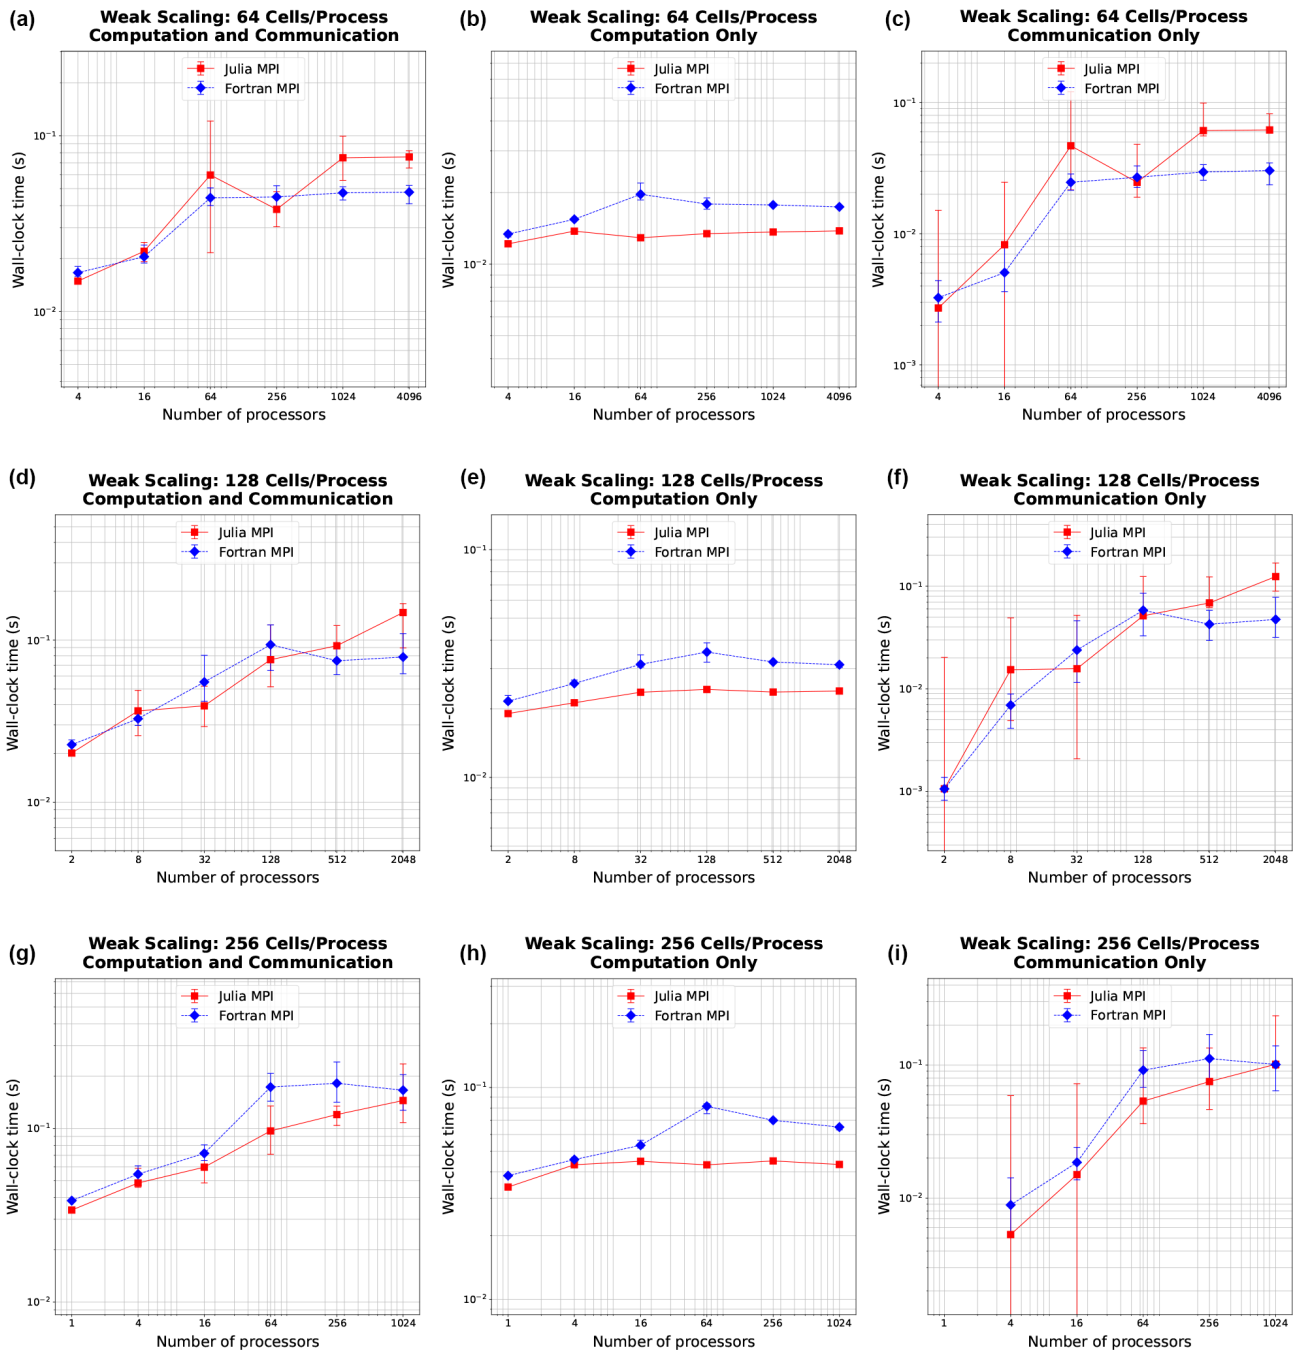 (a)
Weak Scaling: 64 Cells/Process
Computation and Communication
Julia MPI
Fortran MPI
Wall-clock time (s)
10⁻¹
10⁻²
4 16 64 256 1024 4096
Number of processors
(b)
Weak Scaling: 64 Cells/Process
Computation Only
Julia MPI
Fortran MPI
Wall-clock time (s)
10⁻²
4 16 64 256 1024 4096
Number of processors
(c)
Weak Scaling: 64 Cells/Process
Communication Only
Julia MPI
Fortran MPI
Wall-clock time (s)
10⁻¹
10⁻²
10⁻³
4 16 64 256 1024 4096
Number of processors
(d)
Weak Scaling: 128 Cells/Process
Computation and Communication
Julia MPI
Fortran MPI
Wall-clock time (s)
10⁻¹
10⁻²
2 8 32 128 512 2048
Number of processors
(e)
Weak Scaling: 128 Cells/Process
Computation Only
Julia MPI
Fortran MPI
Wall-clock time (s)
10⁻¹
10⁻²
2 8 32 128 512 2048
Number of processors
(f)
Weak Scaling: 128 Cells/Process
Communication Only
Julia MPI
Fortran MPI
Wall-clock time (s)
10⁻¹
10⁻²
10⁻³
2 8 32 128 512 2048
Number of processors
(g)
Weak Scaling: 256 Cells/Process
Computation and Communication
Julia MPI
Fortran MPI
Wall-clock time (s)
10⁻¹
10⁻²
1 4 16 64 256 1024
Number of processors
(h)
Weak Scaling: 256 Cells/Process
Computation Only
Julia MPI
Fortran MPI
Wall-clock time (s)
10⁻¹
10⁻²
1 4 16 64 256 1024
Number of processors
(i)
Weak Scaling: 256 Cells/Process
Communication Only
Julia MPI
Fortran MPI
Wall-clock time (s)
10⁻¹
10⁻²
1 4 16 64 256 1024
Number of processors